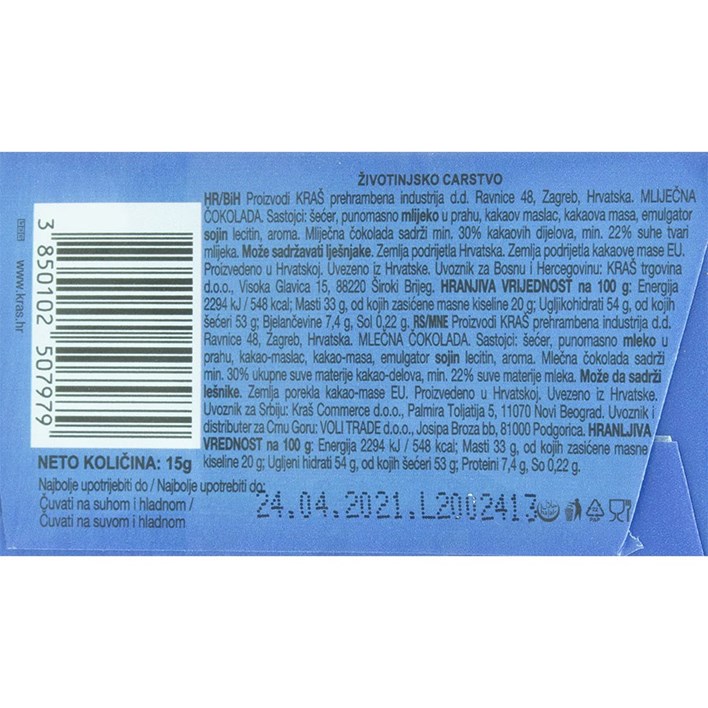 ŽIVOTINJSKO CARSTVO
HR/BiH Proizvodi KRAŠ prehrambena industrija d.d. Ravnice 48, Zagreb, Hrvatska. MLIJEČNA
ČOKOLADA. Sastojci: šećer, punomasno mlijeko u prahu, kakaov maslac, kakaova masa, emulgator
sojin lecitin, aroma. Mliječna čokolada sadrži min. 30% kakaovih dijelova, min. 22% suhe tvari
mlijeka. Može sadržavati lješnjake. Zemlja podrijetla Hrvatska. Zemlja podrijetla kakaove mase EU.
Proizvedeno u Hrvatskoj. Uvezeno iz Hrvatske. Uvoznik za Bosnu i Hercegovinu: KRAŠ trgovina
d.o.o., Visoka Glavica 15, 88220 Široki Brijeg. HRANJIVA VRIJEDNOST na 100 g: Energija
2294 kJ / 548 kcal; Masti 33 g, od kojih zasićene masne kiseline 20 g; Ugljikohidrati 54 g, od kojih
šećeri 53 g; Bjelančevine 7,4 g, Sol 0,22 g. RS/MNE Proizvodi KRAŠ prehrambena industrija d.d.
Ravnice 48, Zagreb, Hrvatska. MLEČNA ČOKOLADA. Sastojci: šećer, punomasno mleko u
prahu, kakao-maslac, kakao-masa, emulgator sojin lecitin, aroma. Mlečna čokolada sadrži
min. 30% ukupne suve materije kakao-delova, min. 22% suve materije mleka. Može da sadrži
lešnike. Zemlja porekla kakao-mase EU. Proizvedeno u Hrvatskoj. Uvezeno iz Hrvatske.
Uvoznik za Srbiju: Kraš Commerce d.o.o., Palmira Toljatija 5, 11070 Novi Beograd. Uvoznik i
distributer za Crnu Goru: VOLI TRADE d.o.o., Josipa Broza bb, 81000 Podgorica. HRANLJIVA
VREDNOST na 100 g: Energija 2294 kJ / 548 kcal; Masti 33 g, od kojih zasićene masne
kiseline 20 g; Ugljeni hidrati 54 g, od kojih šećeri 53 g; Proteini 7,4 g, So 0,22 g.
www.kras.hr
3 850102 507979
NETO KOLIČINA: 15g
Najbolje upotrijebiti do / Najbolje upotrebiti do:
Čuvati na suhom i hladnom /
Čuvati na suvom i hladnom
24.04.2021.L2002413